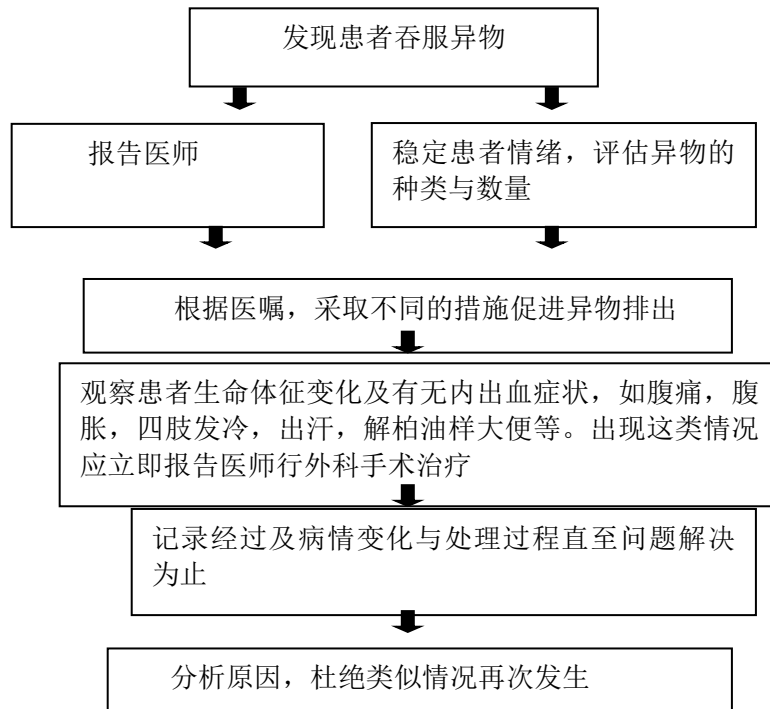 发现患者吞服异物
报告医师
稳定患者情绪，评估异物的
种类与数量
根据医嘱，采取不同的措施促进异物排出
观察患者生命体征变化及有无内出血症状，如腹痛，腹
胀，四肢发冷，出汗，解柏油样大便等。出现这类情况
应立即报告医师行外科手术治疗
记录经过及病情变化与处理过程直至问题解决
为止
分析原因，杜绝类似情况再次发生